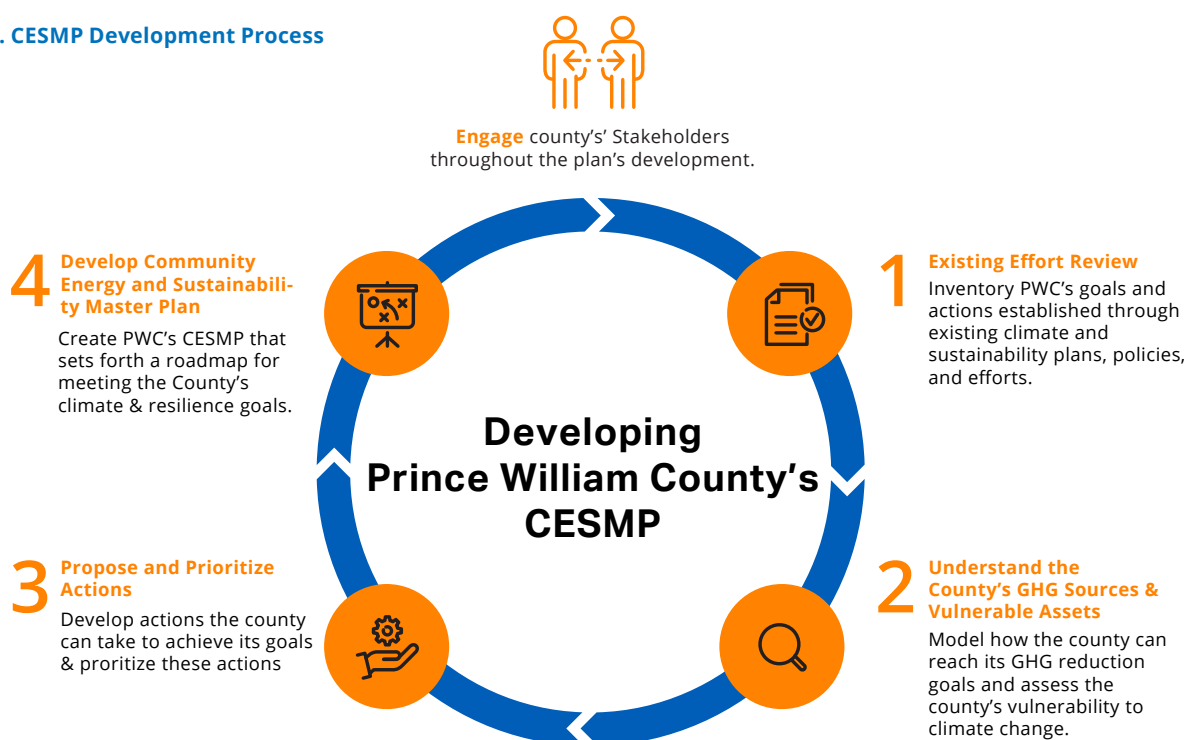 . CESMP Development Process
Engage county's' Stakeholders
throughout the plan's development.
4
Develop Community
Energy and Sustainabili-
ty Master Plan
Create PWC's CESMP that
sets forth a roadmap for
meeting the County's
climate & resilience goals.
1
Existing Effort Review
Inventory PWC's goals and
actions established through
existing climate and
sustainability plans, policies,
and efforts.
Developing
Prince William County's
CESMP
3
Propose and Prioritize
Actions
Develop actions the county
can take to achieve its goals
& prioritize these actions
2
Understand the
County's GHG Sources &
Vulnerable Assets
Model how the county can
reach its GHG reduction
goals and assess the
county's vulnerability to
climate change.